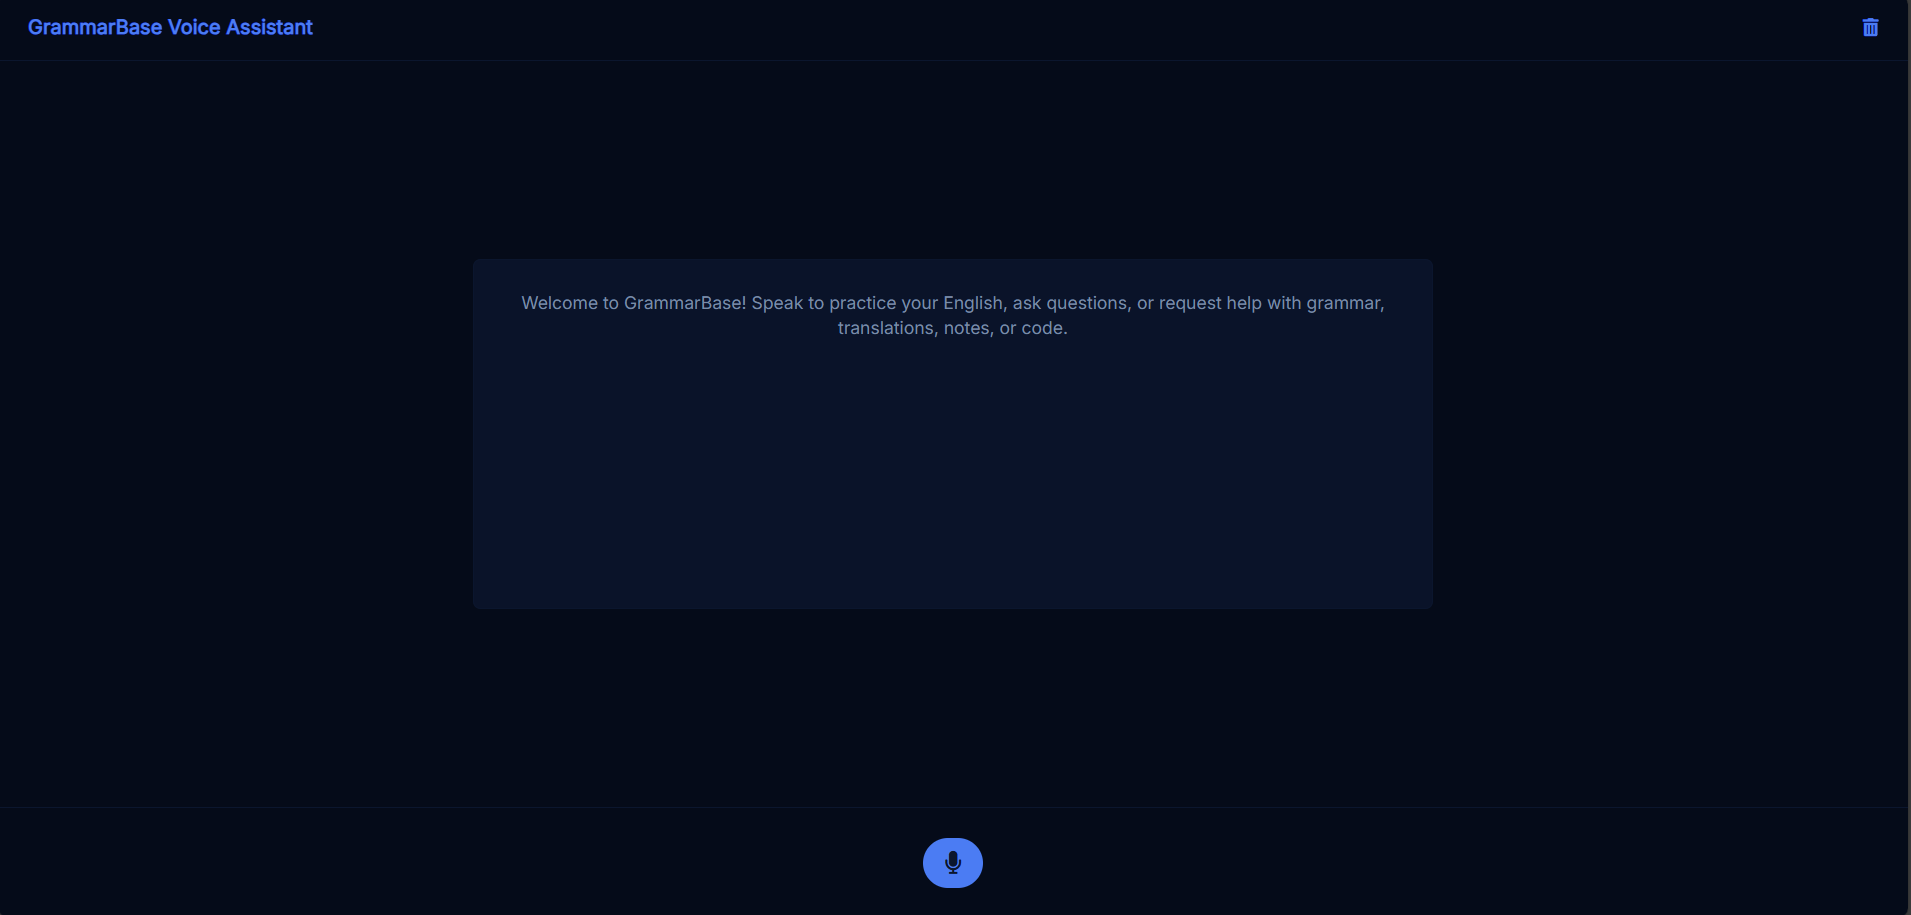 GrammarBase Voice Assistant
Welcome to GrammarBase! Speak to practice your English, ask questions, or request help with grammar,
translations, notes, or code.